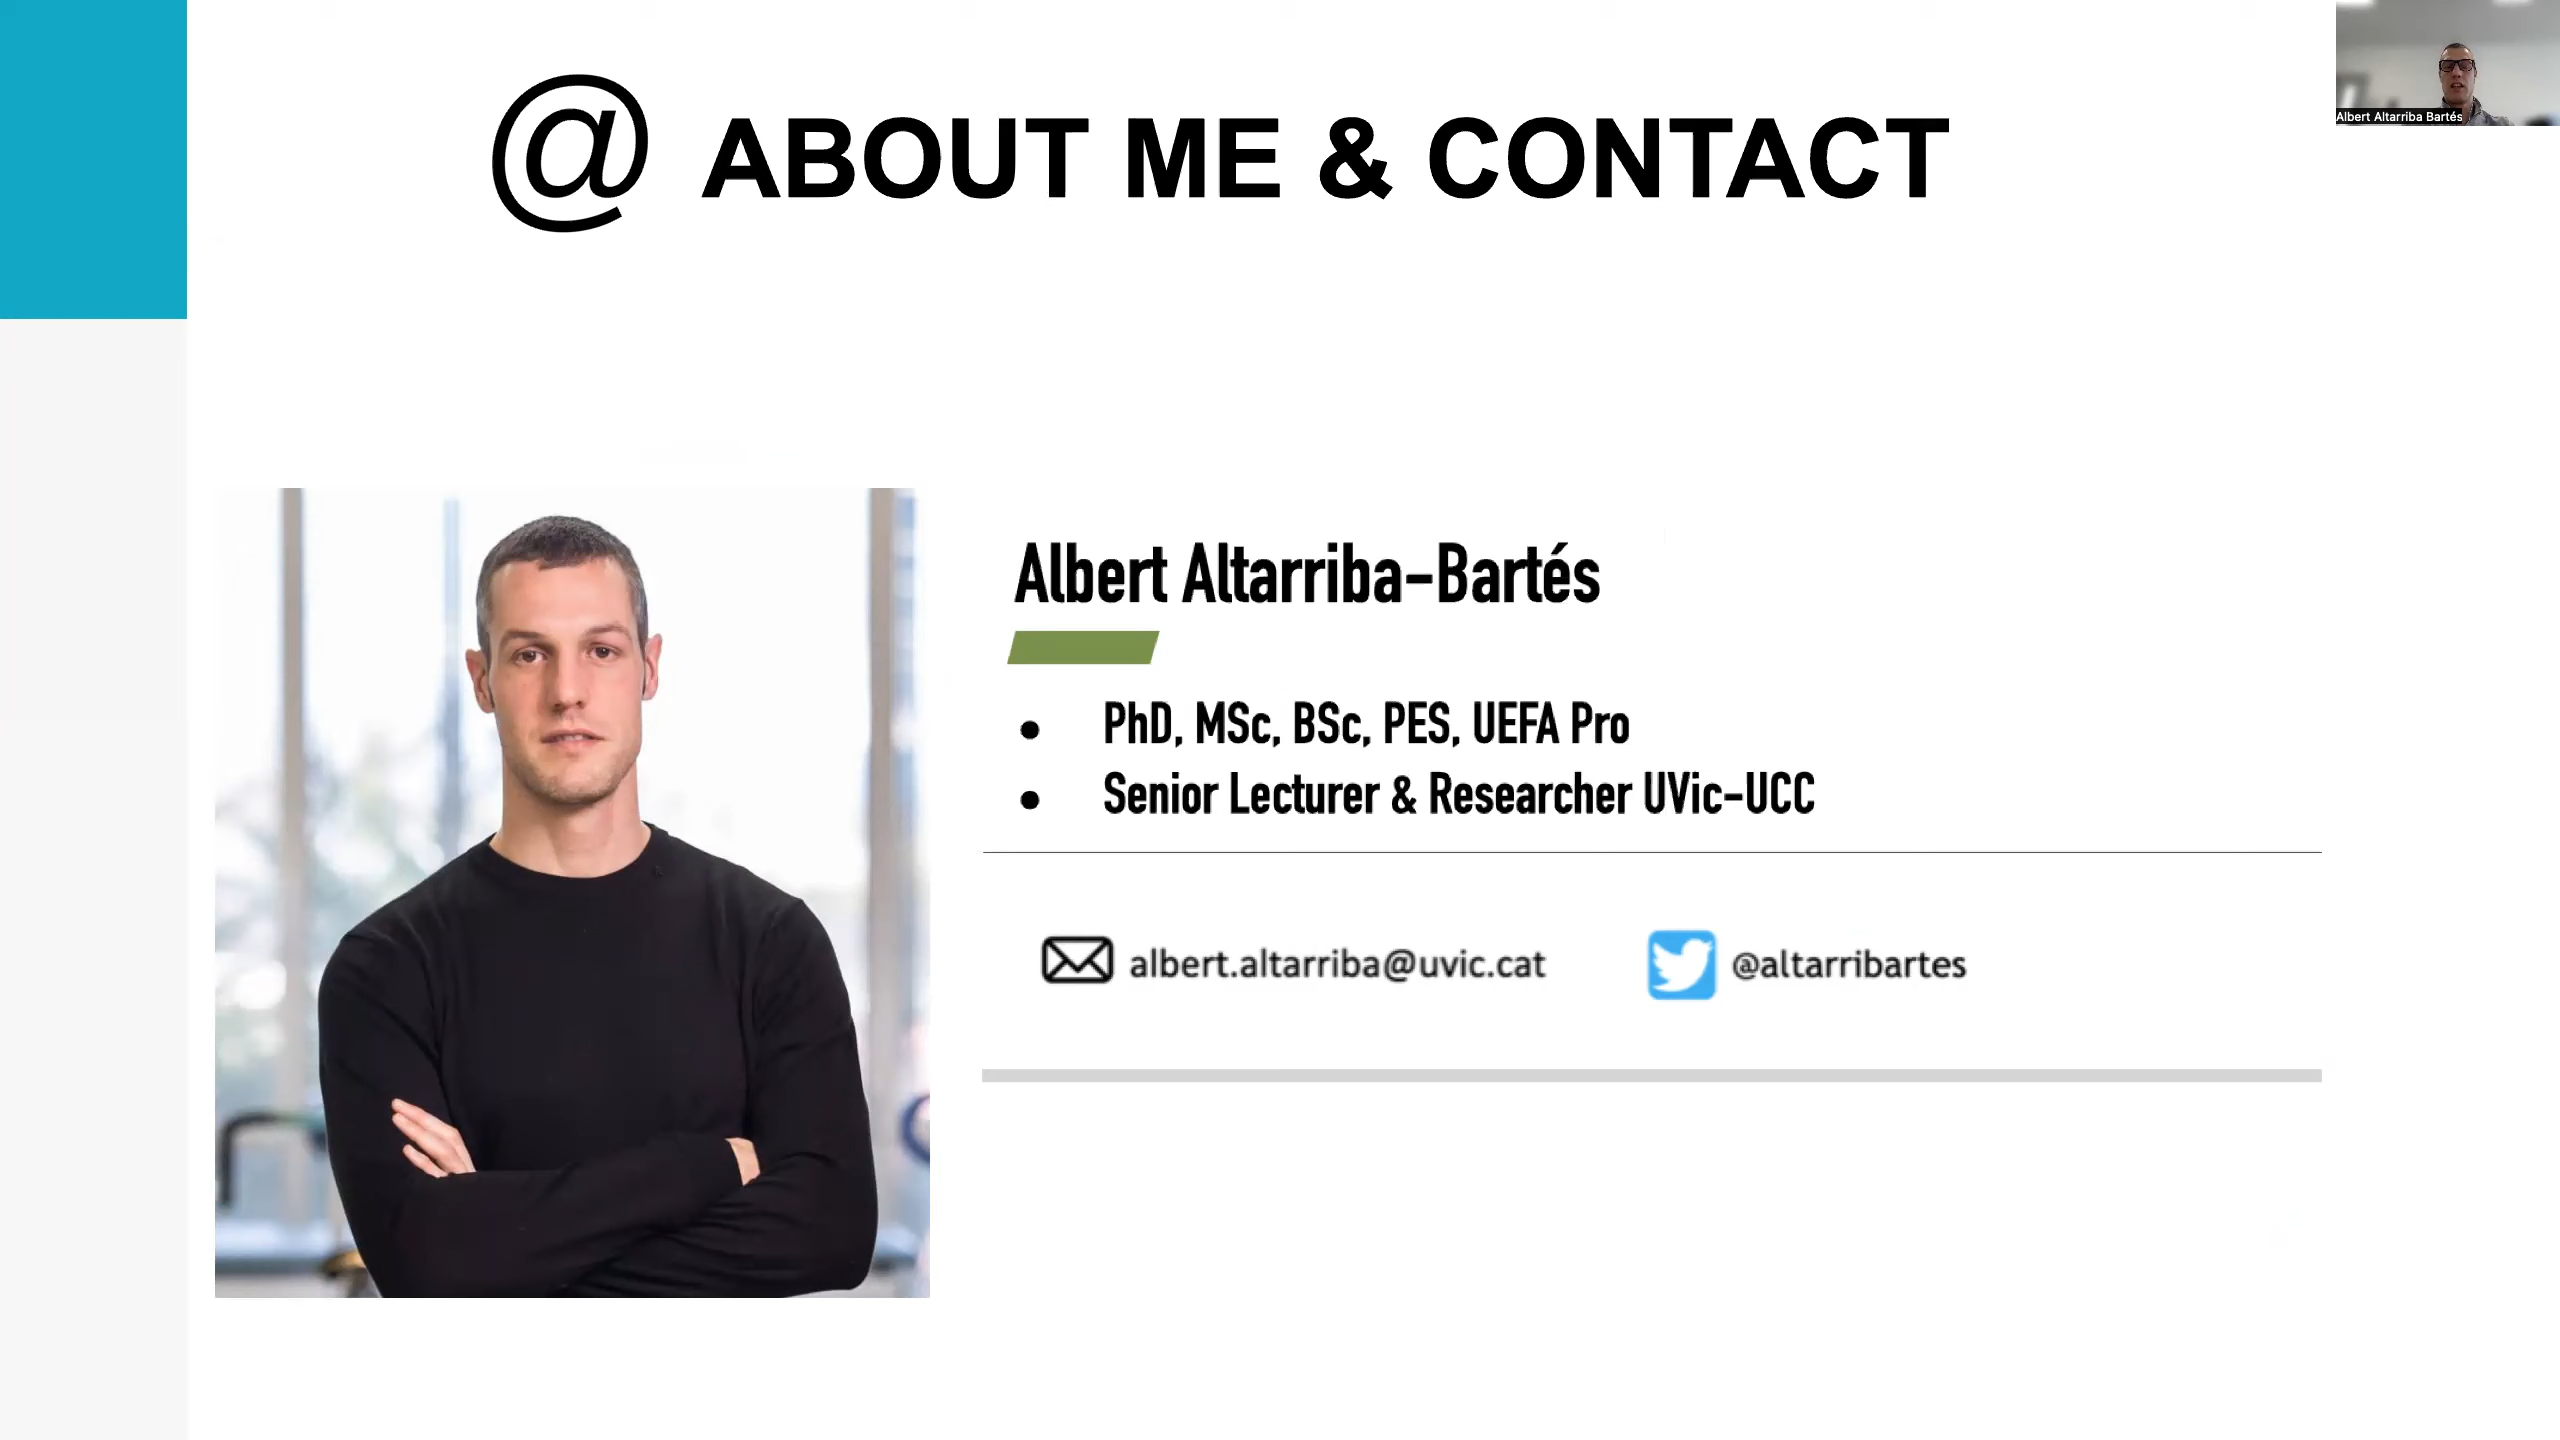 @ ABOUT ME & CONTACT
Albert Altarriba Bartés
Albert Altarriba-Bartés
• PhD, MSc, BSc, PES, UEFA Pro
• Senior Lecturer & Researcher UVic-UCC
albert.altarriba@uvic.cat
@altarribartes